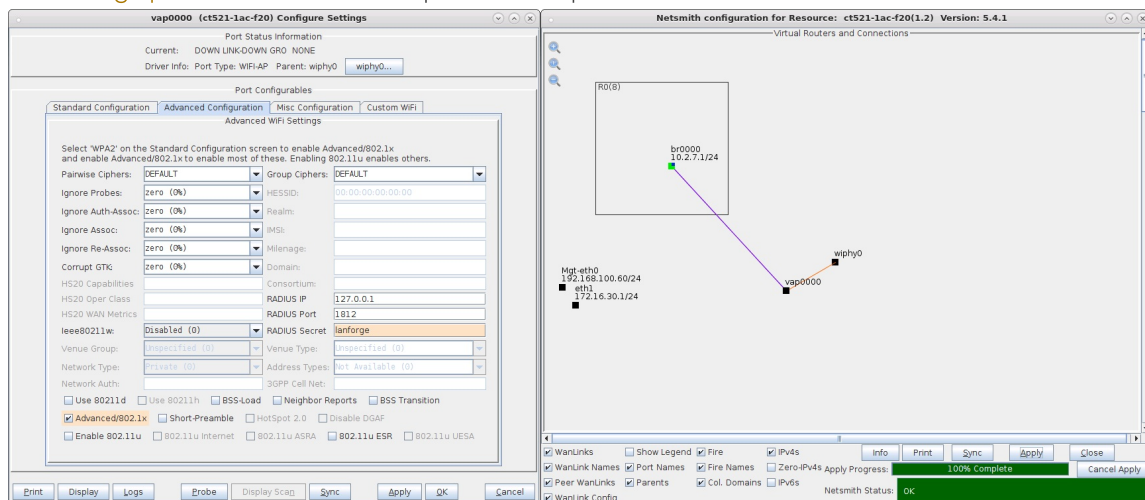 vap0000 (ct521-1ac-f20) Configure Settings
Port Status Information
Current: DOWN LINK-DOWN GRO NONE
Driver Info: Port Type: WIFI-AP Parent: wiphy0 wiphy0...
Port Configurables
Standard Configuration Advanced Configuration Misc Configuration Custom WiFi
Advanced WiFi Settings
Select 'WPA2' on the Standard Configuration screen to enable Advanced/802.1x
and enable Advanced/802.1x to enable most of these. Enabling 802.11u enables others.
Pairwise Ciphers: DEFAULT Group Ciphers: DEFAULT
Ignore Probes: zero (0%) HESSID: 00:00:00:00:00:00
Ignore Auth-Assoc: zero (0%) Realm:
Ignore Assoc: zero (0%) IMSI:
Ignore Re-Assoc: zero (0%) Milenage:
Corrupt GTK: zero (0%) Domain:
HS20 Capabilities Consortium:
HS20 Oper Class RADIUS IP 127.0.0.1
HS20 WAN Metrics RADIUS Port 1812
Ieee80211w: Disabled (0) RADIUS Secret lanforge
Venue Group: Unspecified (0) Venue Type: Unspecified (0)
Network Type: Private (0) Address Types: Not Available (0)
Network Auth: 3GPP Cell Net:
Use 80211d Use 80211h BSS-Load Neighbor Reports BSS Transition
Advanced/802.1x Short-Preamble HotSpot 2.0 Disable DGAF
Enable 802.11u 802.11u Internet 802.11u ASRA 802.11u ESR 802.11u UESA
Print Display Logs Probe Display Scan Sync Apply OK Cancel
Netsmith configuration for Resource: ct521-1ac-f20(1.2) Version: 5.4.1
Virtual Routers and Connections
R0(8)
br0000
10.2.7.1/24
wiphy0
vap0000
Mgt-eth0
192.168.100.60/24
eth1
172.16.30.1/24
WanLinks Show Legend Fire IPv4s Info Print Sync Apply Close
WanLink Names Port Names Fire Names Zero-IPv4s Apply Progress: 100% Complete Cancel Apply
Peer WanLinks Parents Col. Domains IPv6s Netsmith Status: OK
WanLink Config